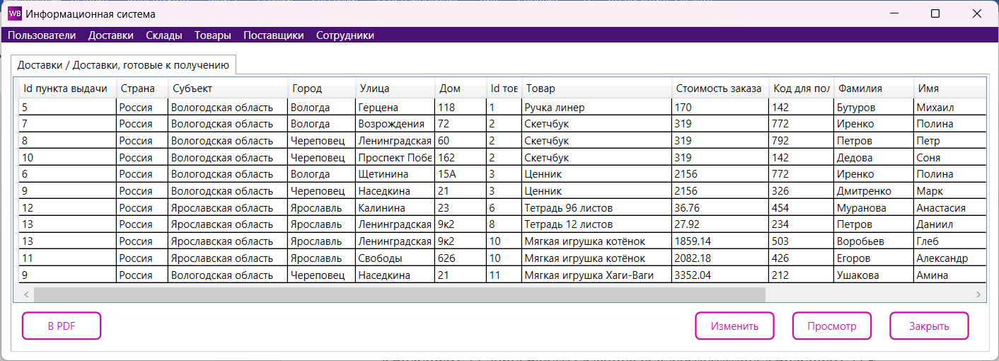 WB Информационная система
Пользователи Доставки Склады Товары Поставщики Сотрудники
Доставки / Доставки, готовые к получению
Id пункта выдачи Страна Субъект Город Улица Дом Id тов Товар Стоимость заказа Код для пол Фамилия Имя
5 Россия Вологодская область Вологда Герцена 118 1 Ручка линер 170 142 Бутуров Михаил
7 Россия Вологодская область Вологда Возрождения 72 2 Скетчбук 319 772 Иренко Полина
8 Россия Вологодская область Череповец Ленинградская 60 2 Скетчбук 319 792 Петров Петр
10 Россия Вологодская область Череповец Проспект Побе 162 2 Скетчбук 319 142 Дедова Соня
6 Россия Вологодская область Вологда Щетинина 15А 3 Ценник 2156 772 Иренко Полина
9 Россия Вологодская область Череповец Наседкина 21 3 Ценник 2156 326 Дмитренко Марк
12 Россия Ярославская область Ярославль Калинина 23 6 Тетрадь 96 листов 36.76 454 Муранова Анастасия
13 Россия Ярославская область Ярославль Ленинградская 9к2 8 Тетрадь 12 листов 27.92 234 Петров Даниил
13 Россия Ярославская область Ярославль Ленинградская 9к2 10 Мягкая игрушка котёнок 1859.14 503 Воробьев Глеб
11 Россия Ярославская область Ярославль Свободы 62б 10 Мягкая игрушка котёнок 2082.18 426 Егоров Александр
9 Россия Вологодская область Череповец Наседкина 21 11 Мягкая игрушка Хаги-Ваги 3352.04 212 Ушакова Амина
В PDF Изменить Просмотр Закрыть